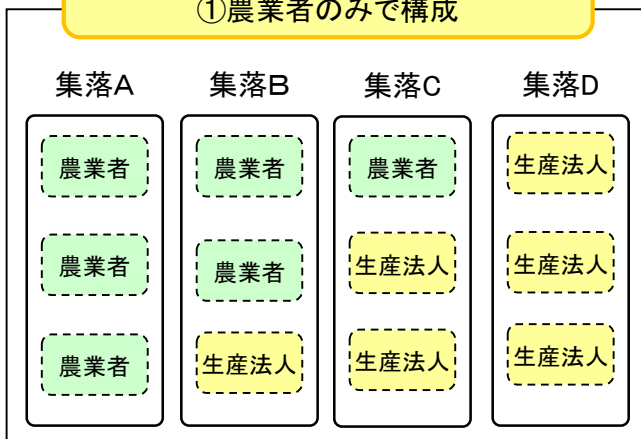 ①農業者のみで構成
集落A 集落B 集落C 集落D
農業者 農業者 農業者 生産法人
農業者 農業者 生産法人 生産法人
農業者 生産法人 生産法人 生産法人